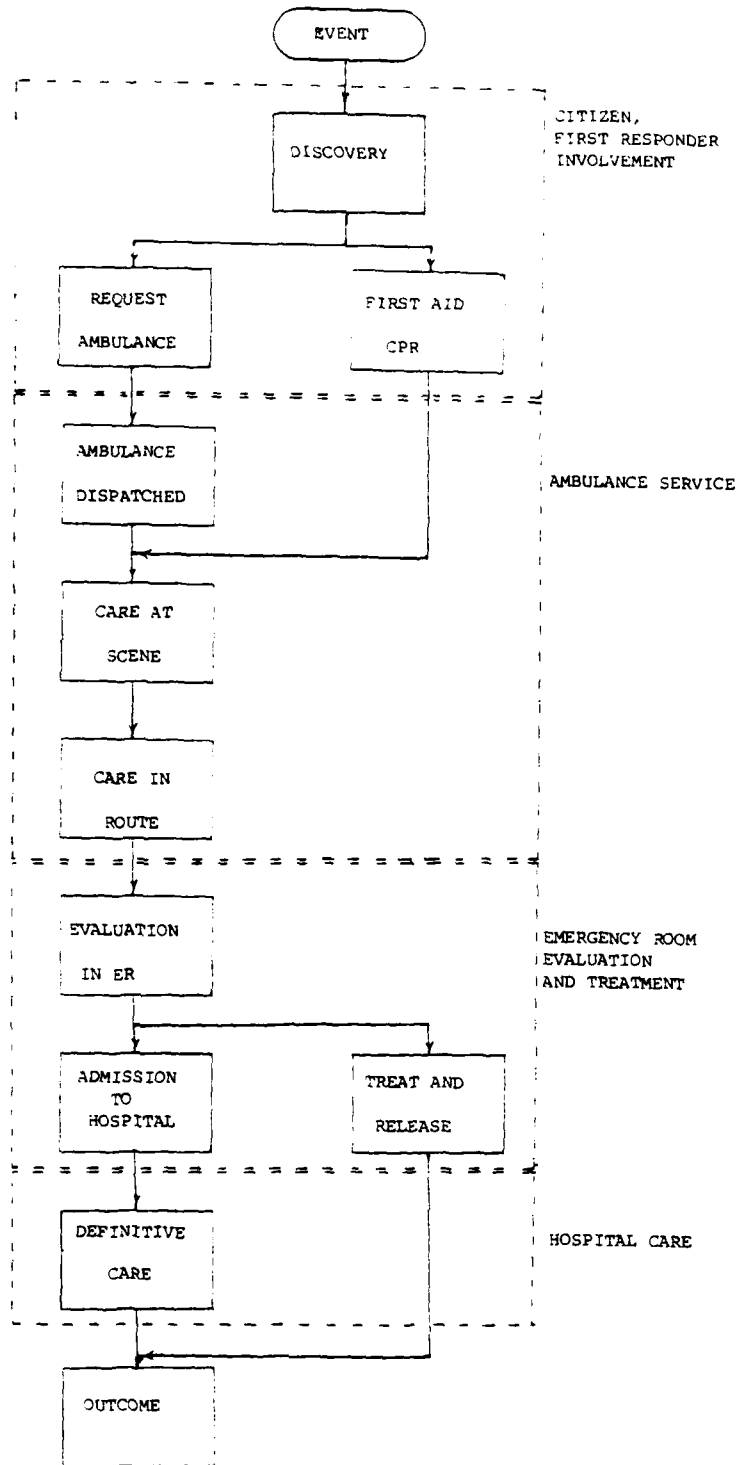 EVENT
DISCOVERY
CITIZEN,
FIRST RESPONDER
INVOLVEMENT
REQUEST
AMBULANCE
FIRST AID
CPR
AMBULANCE
DISPATCHED
AMBULANCE SERVICE
CARE AT
SCENE
CARE IN
ROUTE
EVALUATION
IN ER
EMERGENCY ROOM
EVALUATION
AND TREATMENT
ADMISSION
TO
HOSPITAL
TREAT AND
RELEASE
DEFINITIVE
CARE
HOSPITAL CARE
OUTCOME